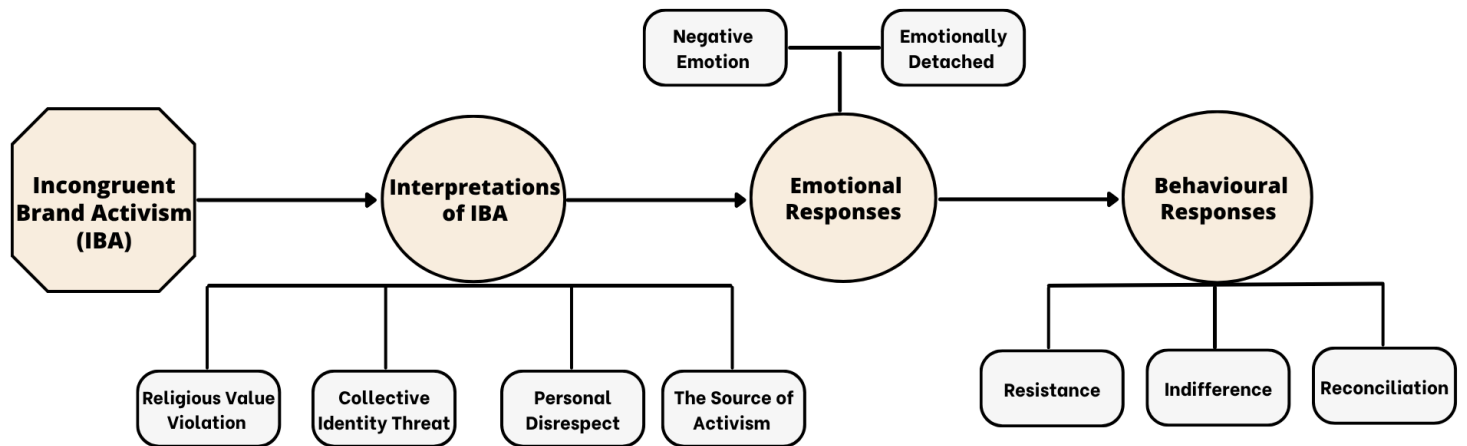 Negative
Emotion
Emotionally
Detached
Incongruent
Brand Activism
(IBA)
Interpretations
of IBA
Emotional
Responses
Behavioural
Responses
Religious Value
Violation
Collective
Identity Threat
Personal
Disrespect
The Source of
Activism
Resistance
Indifference
Reconciliation